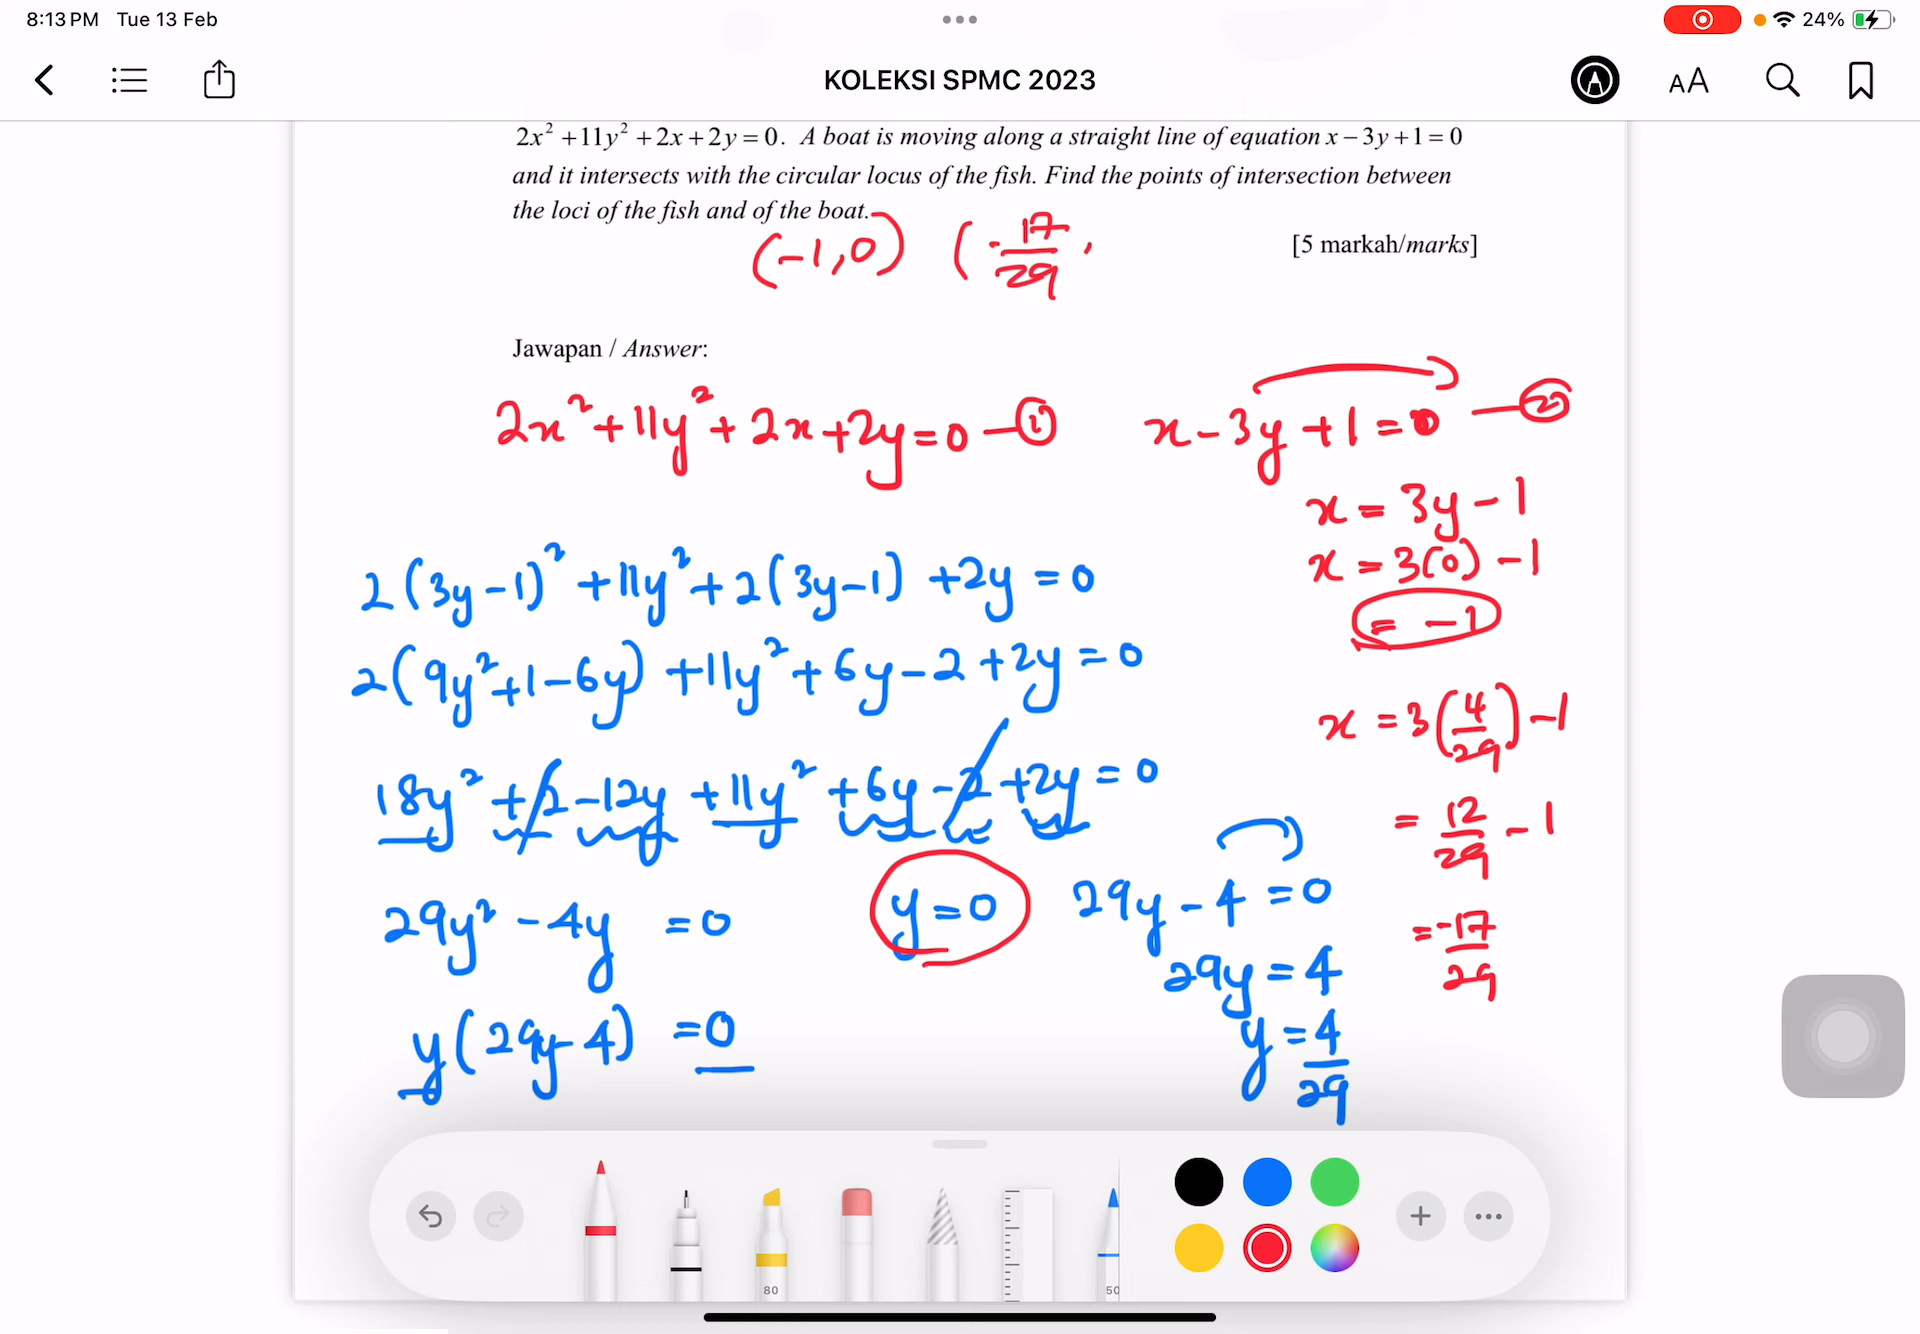 8:13 PM Tue 13 Feb
24%
KOLEKSI SPMC 2023
AA
2x² + 11y² + 2x + 2y = 0. A boat is moving along a straight line of equation x − 3y + 1 = 0
and it intersects with the circular locus of the fish. Find the points of intersection between
the loci of the fish and of the boat.
(-1,0) (-17/29,
[5 markah/marks]
Jawapan / Answer:
2x² + 11y² + 2x + 2y = 0 — ①
x - 3y + 1 = 0 — ②
x = 3y - 1
x = 3(0) - 1
= -1
2(3y-1)² + 11y² + 2(3y-1) + 2y = 0
2(9y² + 1 - 6y) + 11y² + 6y - 2 + 2y = 0
x = 3(4/29) - 1
18y² + 2 - 12y + 11y² + 6y - 2 + 2y = 0
= 12/29 - 1
29y² - 4y = 0
y = 0
29y - 4 = 0
= -17/29
29y = 4
y(29y - 4) = 0
y = 4/29
80
50